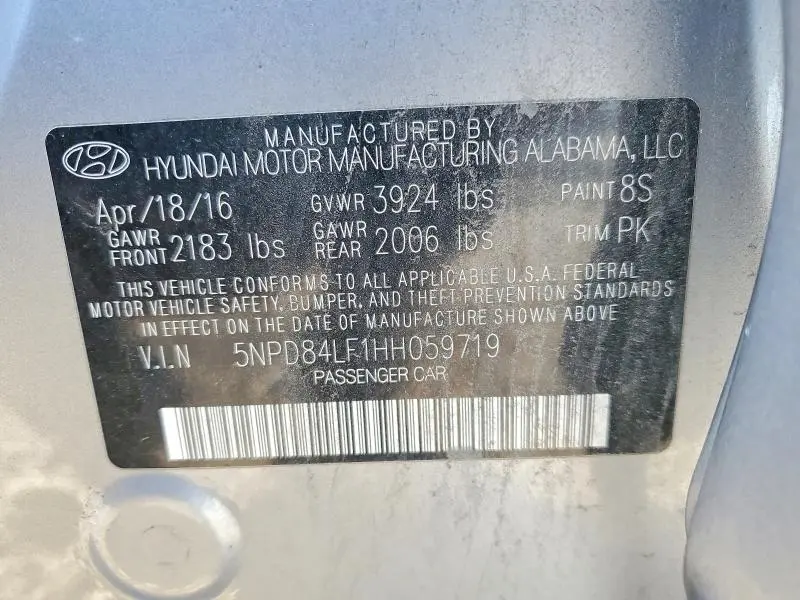 MANUFACTURED BY
HYUNDAI MOTOR MANUFACTURING ALABAMA, LLC
Apr/18/16 GVWR 3924 lbs PAINT 8S
GAWR FRONT 2183 lbs GAWR REAR 2006 lbs TRIM PK
THIS VEHICLE CONFORMS TO ALL APPLICABLE U.S.A. FEDERAL
MOTOR VEHICLE SAFETY, BUMPER, AND THEFT PREVENTION STANDARDS
IN EFFECT ON THE DATE OF MANUFACTURE SHOWN ABOVE
V.I.N 5NPD84LF1HH059719
PASSENGER CAR